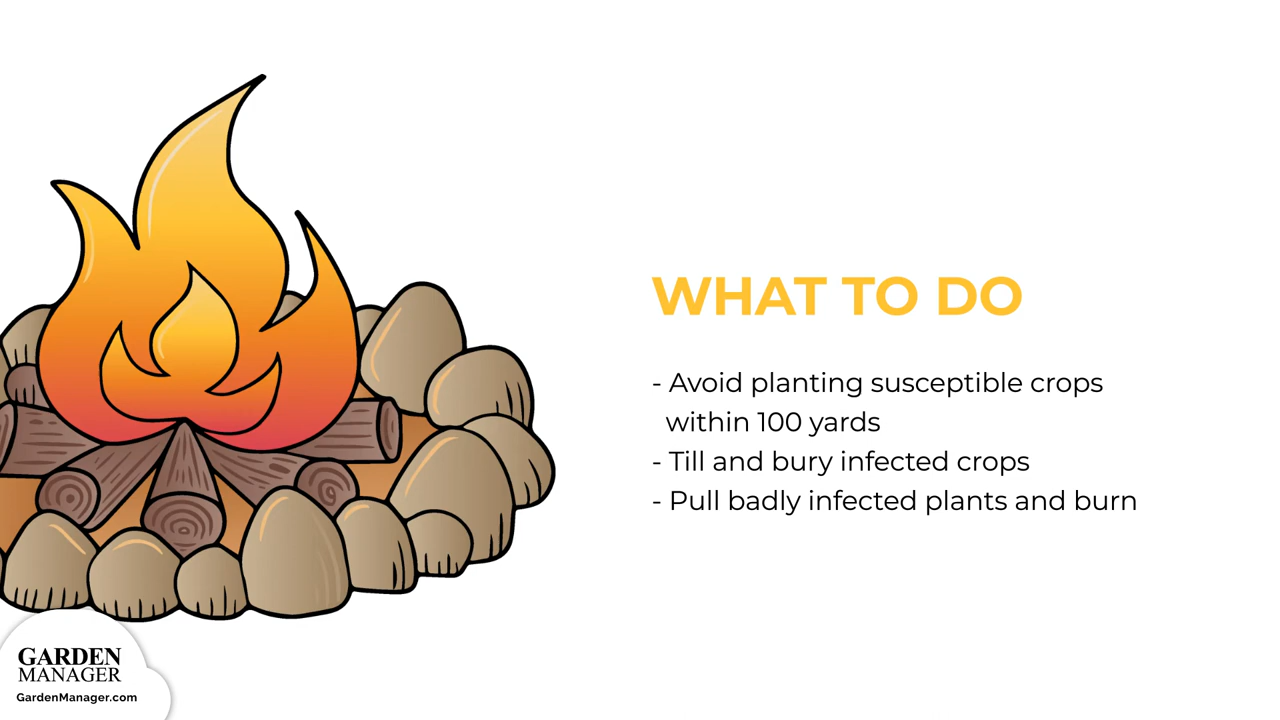 WHAT TO DO
- Avoid planting susceptible crops
within 100 yards
- Till and bury infected crops
- Pull badly infected plants and burn
GARDEN
MANAGER
GardenManager.com